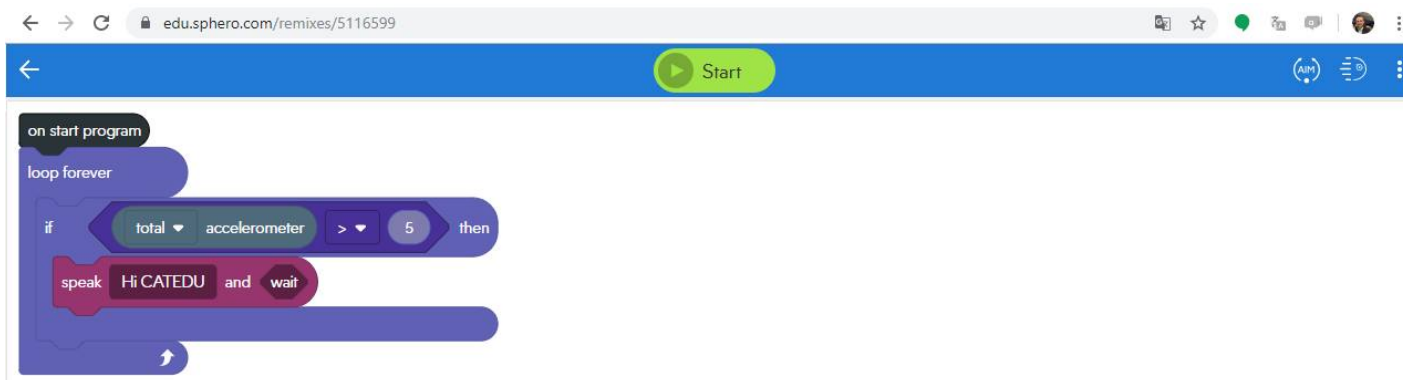 edu.sphero.com/remixes/5116599
Start
AIM
on start program
loop forever
if total accelerometer > 5 then
speak Hi CATEDU and wait